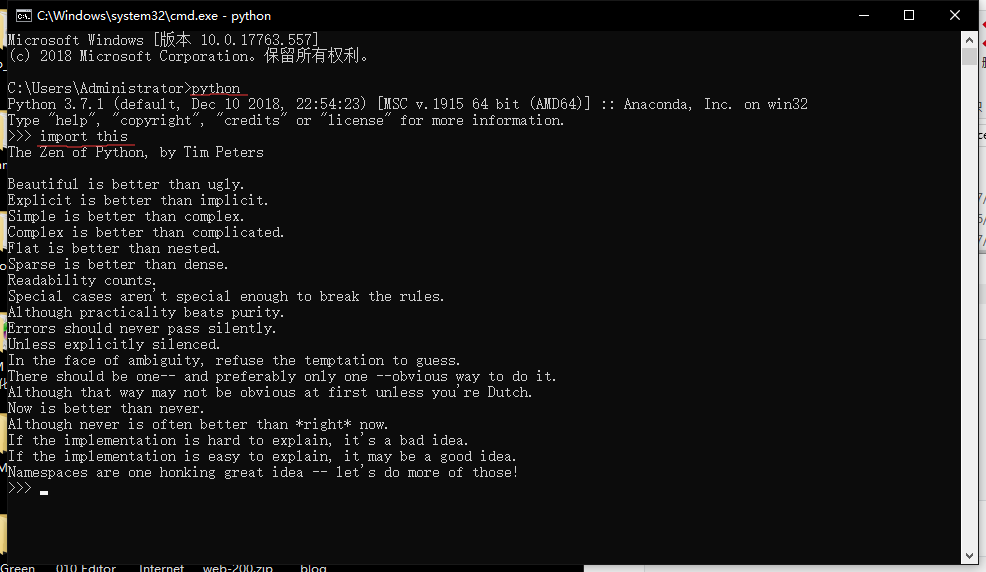 C:\Windows\system32\cmd.exe - python
Microsoft Windows [版本 10.0.17763.557]
(c) 2018 Microsoft Corporation。保留所有权利。
C:\Users\Administrator>python
Python 3.7.1 (default, Dec 10 2018, 22:54:23) [MSC v.1915 64 bit (AMD64)] :: Anaconda, Inc. on win32
Type "help", "copyright", "credits" or "license" for more information.
>>> import this
The Zen of Python, by Tim Peters
Beautiful is better than ugly.
Explicit is better than implicit.
Simple is better than complex.
Complex is better than complicated.
Flat is better than nested.
Sparse is better than dense.
Readability counts.
Special cases aren't special enough to break the rules.
Although practicality beats purity.
Errors should never pass silently.
Unless explicitly silenced.
In the face of ambiguity, refuse the temptation to guess.
There should be one-- and preferably only one --obvious way to do it.
Although that way may not be obvious at first unless you're Dutch.
Now is better than never.
Although never is often better than *right* now.
If the implementation is hard to explain, it's a bad idea.
If the implementation is easy to explain, it may be a good idea.
Namespaces are one honking great idea -- let's do more of those!
>>>
Green 010 Editor Internet web-200.zip blog